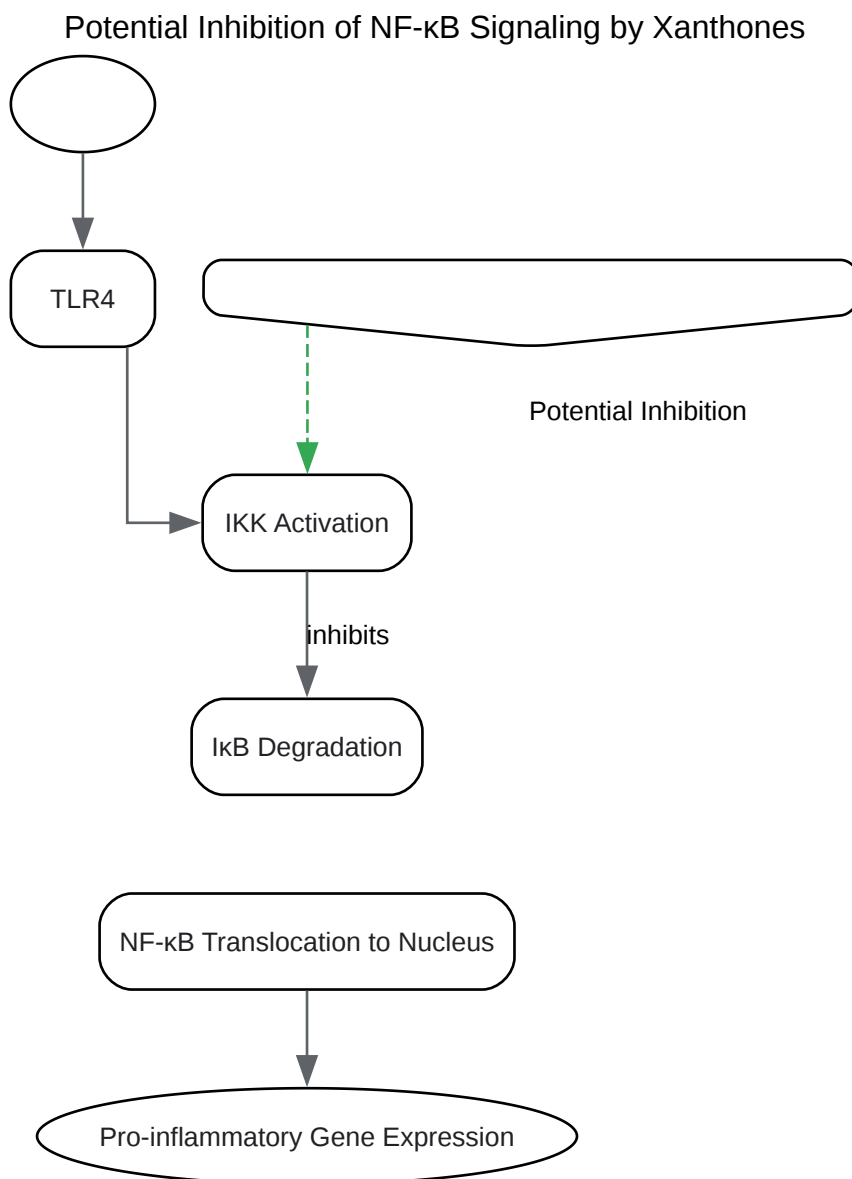 Potential Inhibition of NF-κB Signaling by Xanthones
TLR4
Potential Inhibition
IKK Activation
inhibits
IκB Degradation
NF-κB Translocation to Nucleus
Pro-inflammatory Gene Expression